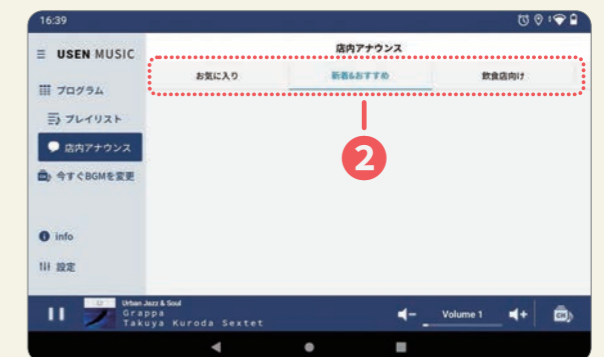 16:39
USEN MUSIC
店内アナウンス
お気に入り
新着&おすすめ
飲食店向け
プログラム
プレイリスト
店内アナウンス
今すぐBGMを変更
2
info
設定
Urban Jazz & Soul
Grappa
Takuya Kuroda Sextet
Volume 1
CH